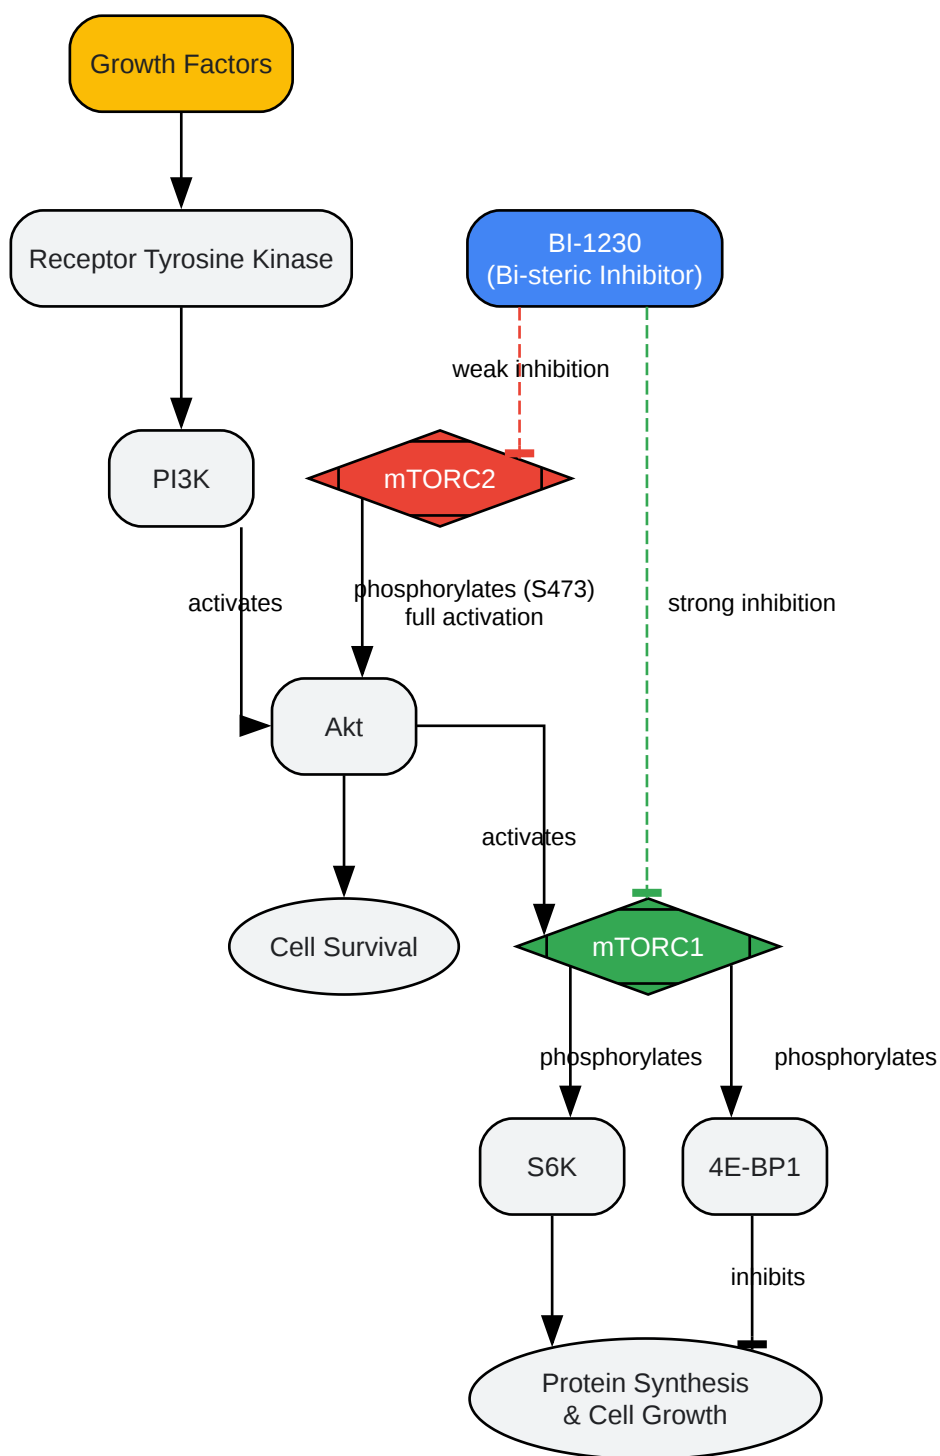 Growth Factors
Receptor Tyrosine Kinase
BI-1230
(Bi-steric Inhibitor)
weak inhibition
PI3K
mTORC2
activates
phosphorylates (S473)
full activation
strong inhibition
Akt
activates
Cell Survival
mTORC1
phosphorylates
phosphorylates
S6K
4E-BP1
inhibits
Protein Synthesis
& Cell Growth